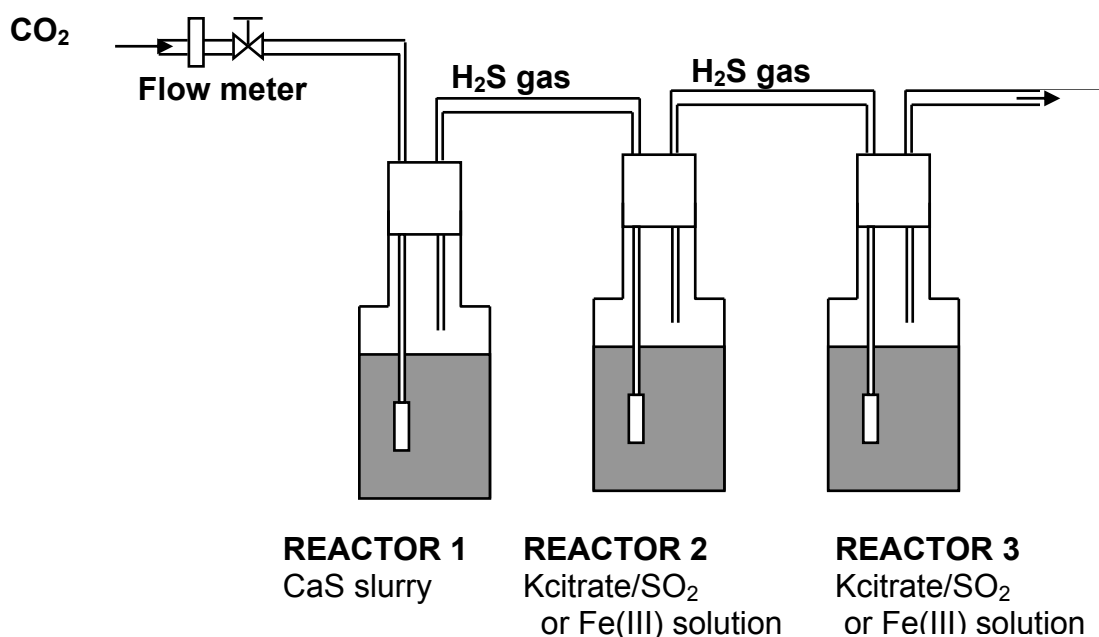 CO₂
Flow meter
H₂S gas
H₂S gas
REACTOR 1
CaS slurry
REACTOR 2
Kcitrate/SO₂
or Fe(III) solution
REACTOR 3
Kcitrate/SO₂
or Fe(III) solution